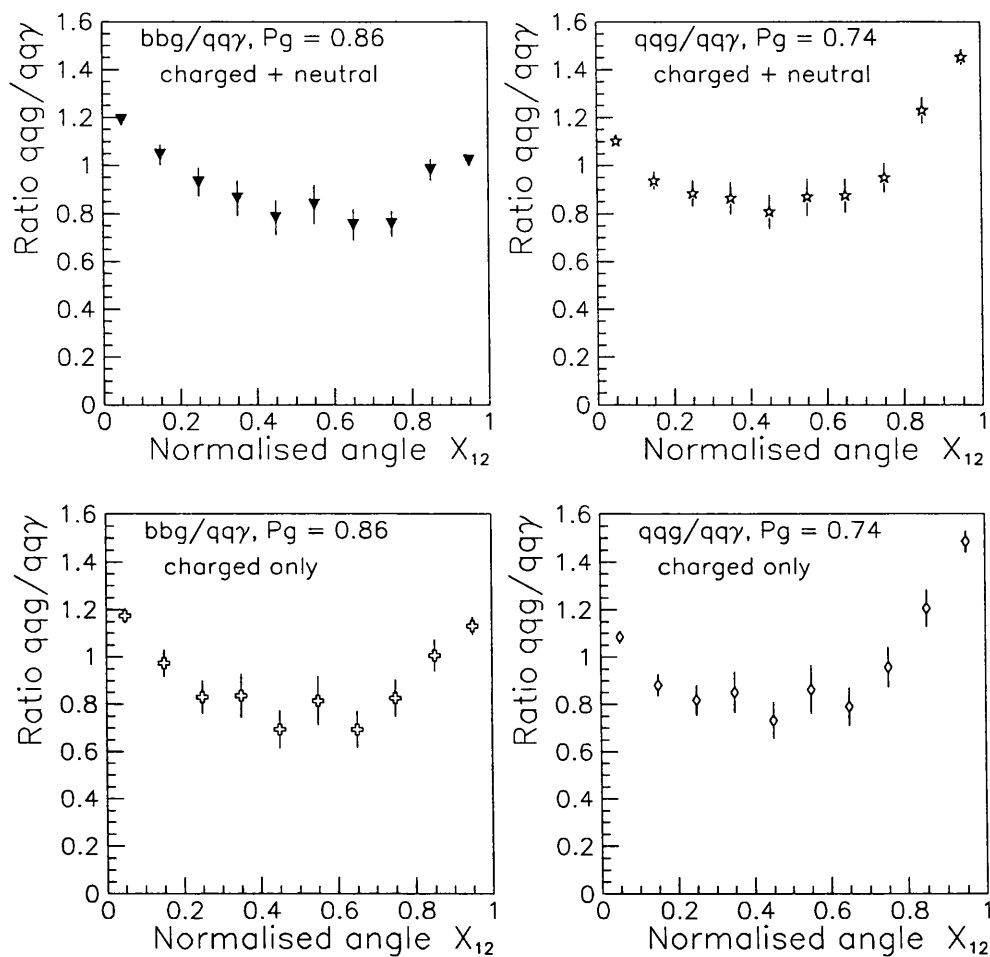 Ratio qqg/qqγ
1.6
1.4
1.2
1
0.8
0.6
0.4
0.2
0
bbg/qqγ, Pg = 0.86
charged + neutral
0 0.2 0.4 0.6 0.8 1
Normalised angle X₁₂
Ratio qqg/qqγ
1.6
1.4
1.2
1
0.8
0.6
0.4
0.2
0
qqg/qqγ, Pg = 0.74
charged + neutral
0 0.2 0.4 0.6 0.8 1
Normalised angle X₁₂
Ratio qqg/qqγ
1.6
1.4
1.2
1
0.8
0.6
0.4
0.2
0
bbg/qqγ, Pg = 0.86
charged only
0 0.2 0.4 0.6 0.8 1
Normalised angle X₁₂
Ratio qqg/qqγ
1.6
1.4
1.2
1
0.8
0.6
0.4
0.2
0
qqg/qqγ, Pg = 0.74
charged only
0 0.2 0.4 0.6 0.8 1
Normalised angle X₁₂